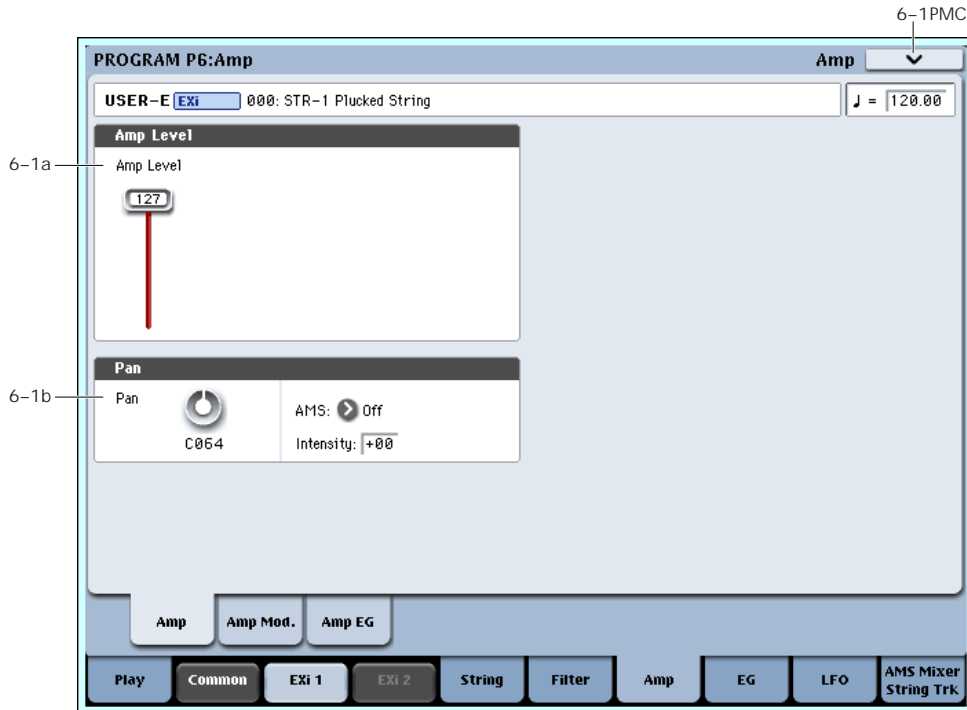 6-1PMC
PROGRAM P6:Amp
Amp
USER-E EXi 000: STR-1 Plucked String
♩ = 120.00
Amp Level
6-1a
Amp Level
127
Pan
6-1b
Pan
C064
AMS: Off
Intensity: +00
Amp
Amp Mod.
Amp EG
Play
Common
EXi 1
EXi 2
String
Filter
Amp
EG
LFO
AMS Mixer
String Trk